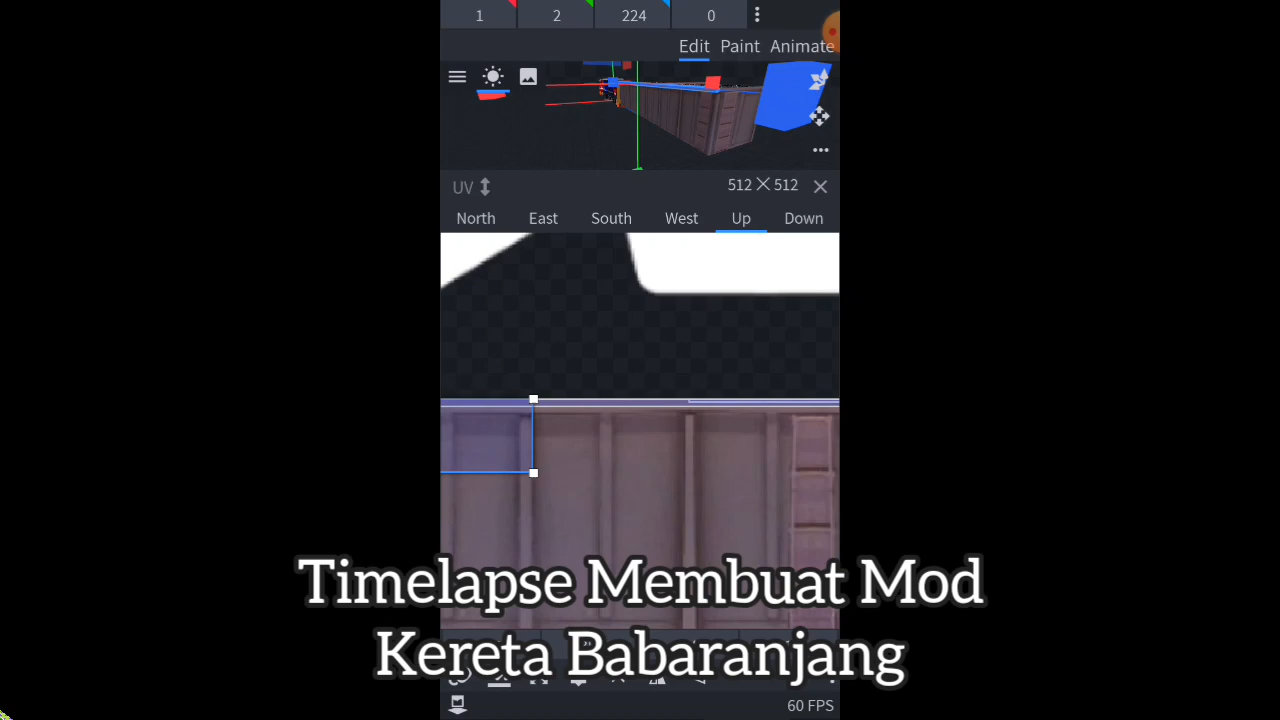 1 2 224 0
Edit Paint Animate
UV 512 × 512
North East South West Up Down
Timelapse Membuat Mod
Kereta Babaranjang
60 FPS